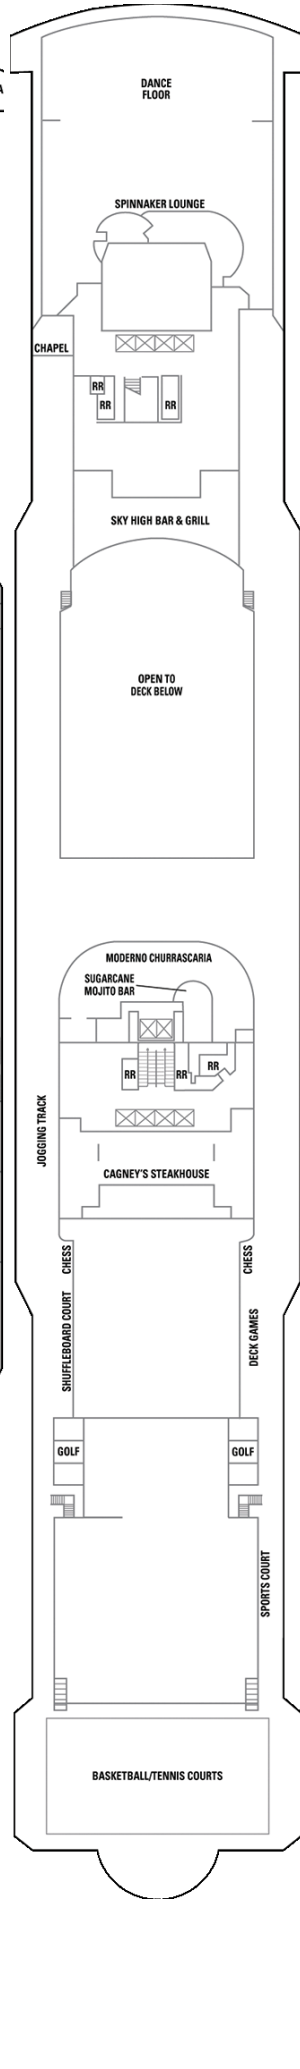 DANCE
FLOOR
SPINNAKER LOUNGE
CHAPEL
RR
RR
RR
SKY HIGH BAR & GRILL
OPEN TO
DECK BELOW
MODERNO CHURRASCARIA
SUGARCANE
MOJITO BAR
RR
RR
RR
JOGGING TRACK
CAGNEY'S STEAKHOUSE
CHESS
CHESS
SHUFFLEBOARD COURT
DECK GAMES
GOLF
GOLF
SPORTS COURT
BASKETBALL/TENNIS COURTS